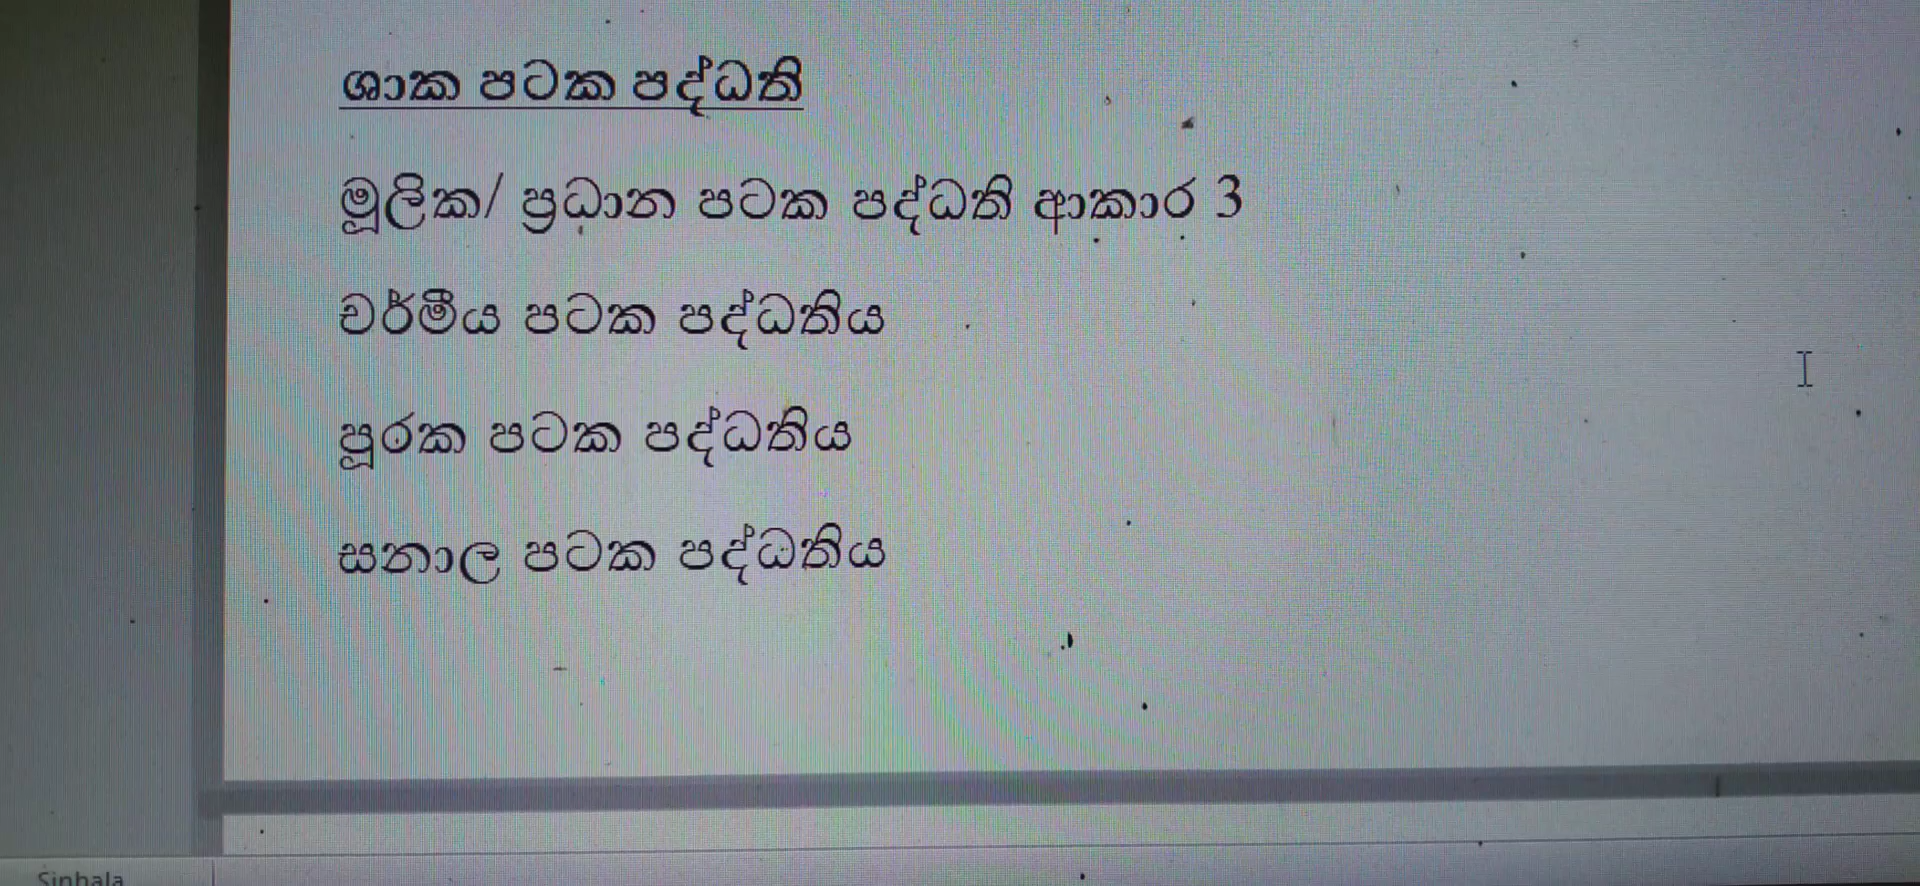 ශාක පටක පද්ධති
මූලික/ ප්‍රධාන පටක පද්ධති ආකාර 3
චර්මීය පටක පද්ධතිය
පූරක පටක පද්ධතිය
සනාල පටක පද්ධතිය
Sinhala